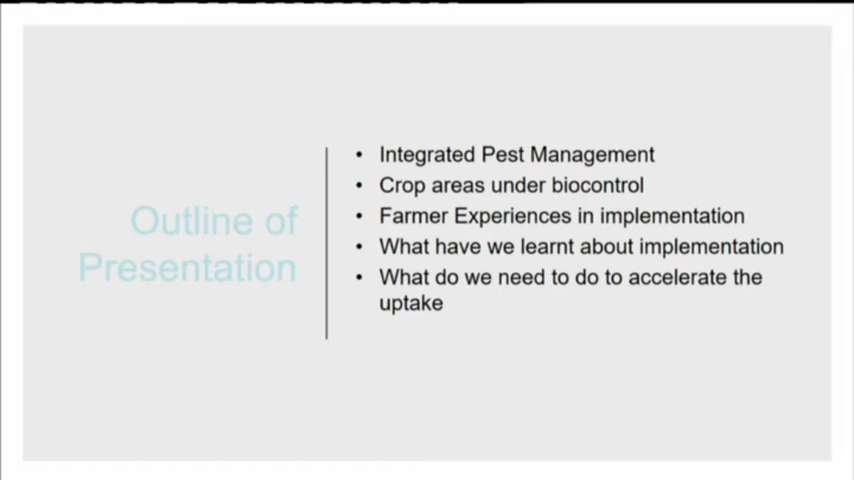 Outline of
Presentation
• Integrated Pest Management
• Crop areas under biocontrol
• Farmer Experiences in implementation
• What have we learnt about implementation
• What do we need to do to accelerate the
uptake